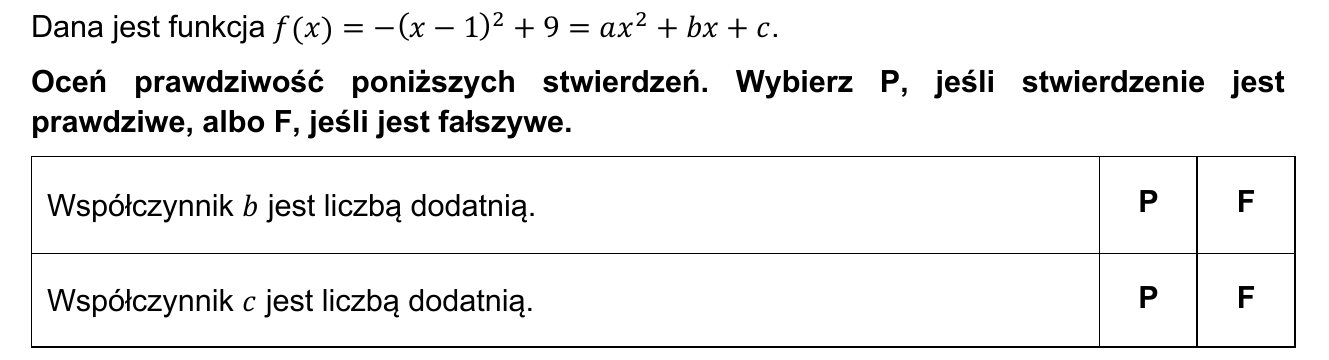 Dana jest funkcja f(x) = −(x − 1)² + 9 = ax² + bx + c.
Oceń prawdziwość poniższych stwierdzeń. Wybierz P, jeśli stwierdzenie jest
prawdziwe, albo F, jeśli jest fałszywe.
Współczynnik b jest liczbą dodatnią. P F
Współczynnik c jest liczbą dodatnią. P F